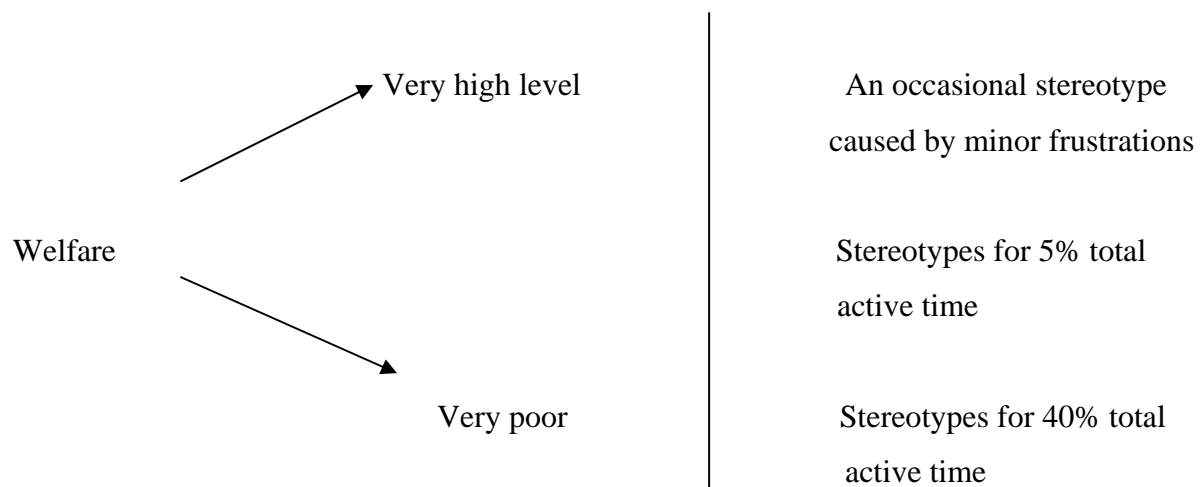 Very high level
An occasional stereotype
caused by minor frustrations
Welfare
Stereotypes for 5% total
active time
Very poor
Stereotypes for 40% total
active time